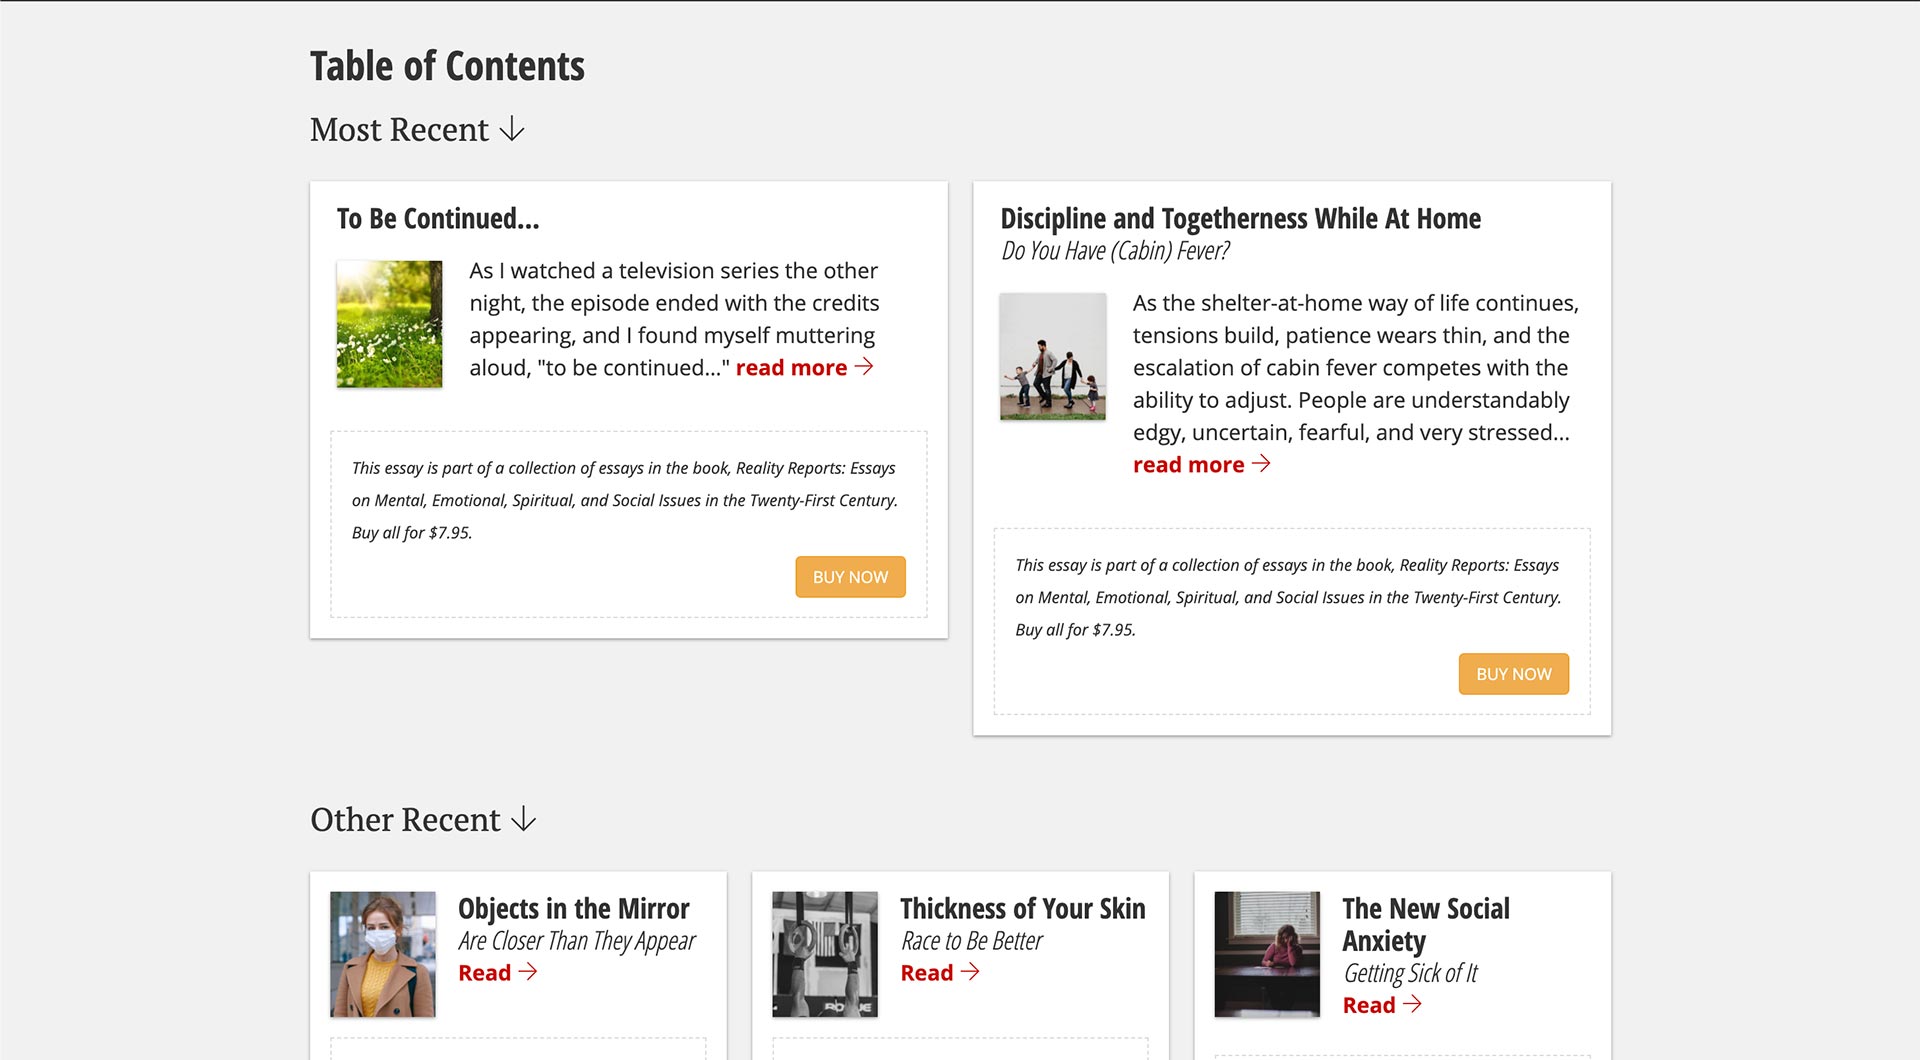 Table of Contents
Most Recent ↓
To Be Continued...
As I watched a television series the other
night, the episode ended with the credits
appearing, and I found myself muttering
aloud, "to be continued..." read more →
This essay is part of a collection of essays in the book, Reality Reports: Essays
on Mental, Emotional, Spiritual, and Social Issues in the Twenty-First Century.
Buy all for $7.95.
BUY NOW
Discipline and Togetherness While At Home
Do You Have (Cabin) Fever?
As the shelter-at-home way of life continues,
tensions build, patience wears thin, and the
escalation of cabin fever competes with the
ability to adjust. People are understandably
edgy, uncertain, fearful, and very stressed...
read more →
This essay is part of a collection of essays in the book, Reality Reports: Essays
on Mental, Emotional, Spiritual, and Social Issues in the Twenty-First Century.
Buy all for $7.95.
BUY NOW
Other Recent ↓
Objects in the Mirror
Are Closer Than They Appear
Read →
ROGUE
Thickness of Your Skin
Race to Be Better
Read →
The New Social
Anxiety
Getting Sick of It
Read →